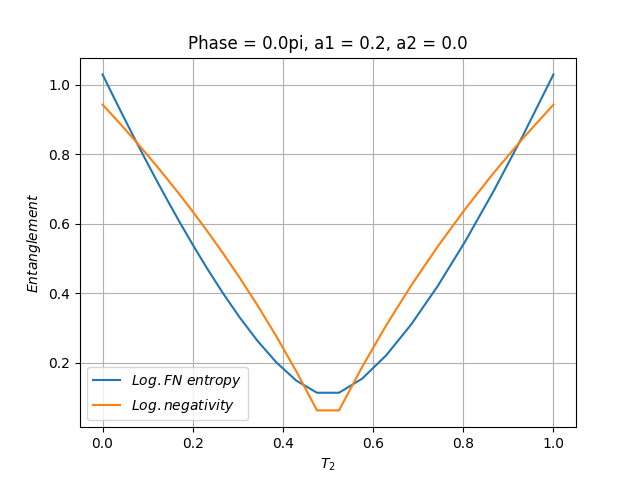 Phase = 0.0pi, a1 = 0.2, a2 = 0.0
Entanglement
1.0
0.8
0.6
0.4
0.2
Log. FN entropy
Log. negativity
0.0 0.2 0.4 0.6 0.8 1.0
T₂